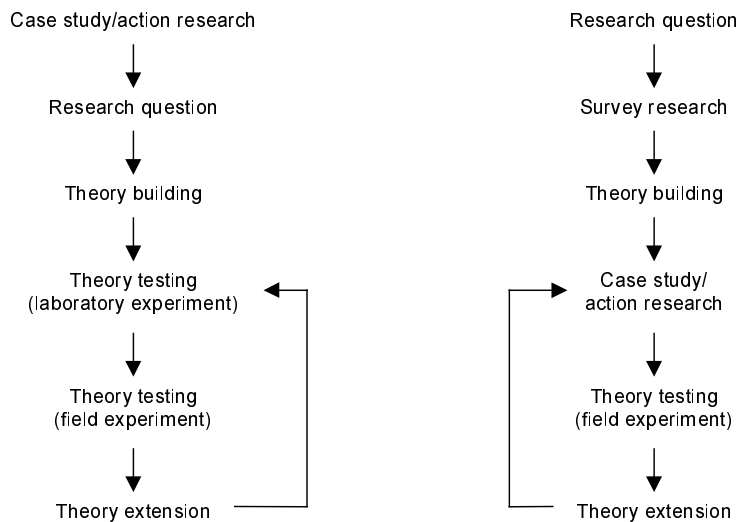 Case study/action research
Research question
Theory building
Theory testing
(laboratory experiment)
Theory testing
(field experiment)
Theory extension
Research question
Survey research
Theory building
Case study/
action research
Theory testing
(field experiment)
Theory extension